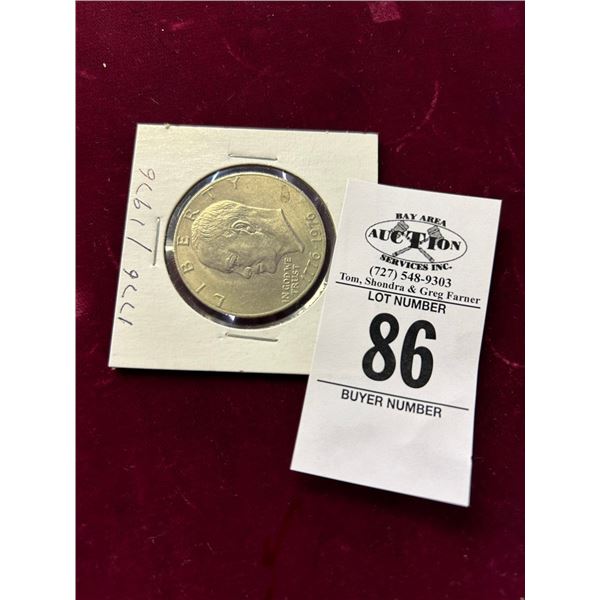 1776/1976
LIBERTY
IN GOD WE
TRUST
1776·1976
BAY AREA
AUCTION
SERVICES INC.
(727) 548-9303
Tom, Shondra & Greg Farner
LOT NUMBER
86
BUYER NUMBER